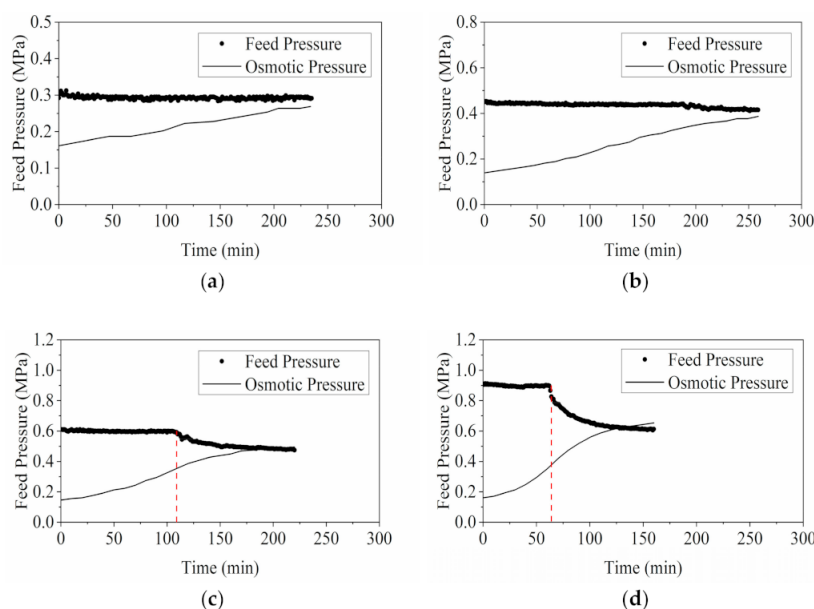 0.5
0.4
0.3
0.2
0.1
0.0
Feed Pressure (MPa)
Feed Pressure
Osmotic Pressure
0 50 100 150 200 250 300
Time (min)
(a)
0.8
0.6
0.4
0.2
0.0
Feed Pressure (MPa)
Feed Pressure
Osmotic Pressure
0 50 100 150 200 250 300
Time (min)
(b)
1.2
1.0
0.8
0.6
0.4
0.2
0.0
Feed Pressure (MPa)
Feed Pressure
Osmotic Pressure
0 50 100 150 200 250 300
Time (min)
(c)
1.2
1.0
0.8
0.6
0.4
0.2
0.0
Feed Pressure (MPa)
Feed Pressure
Osmotic Pressure
0 50 100 150 200 250 300
Time (min)
(d)